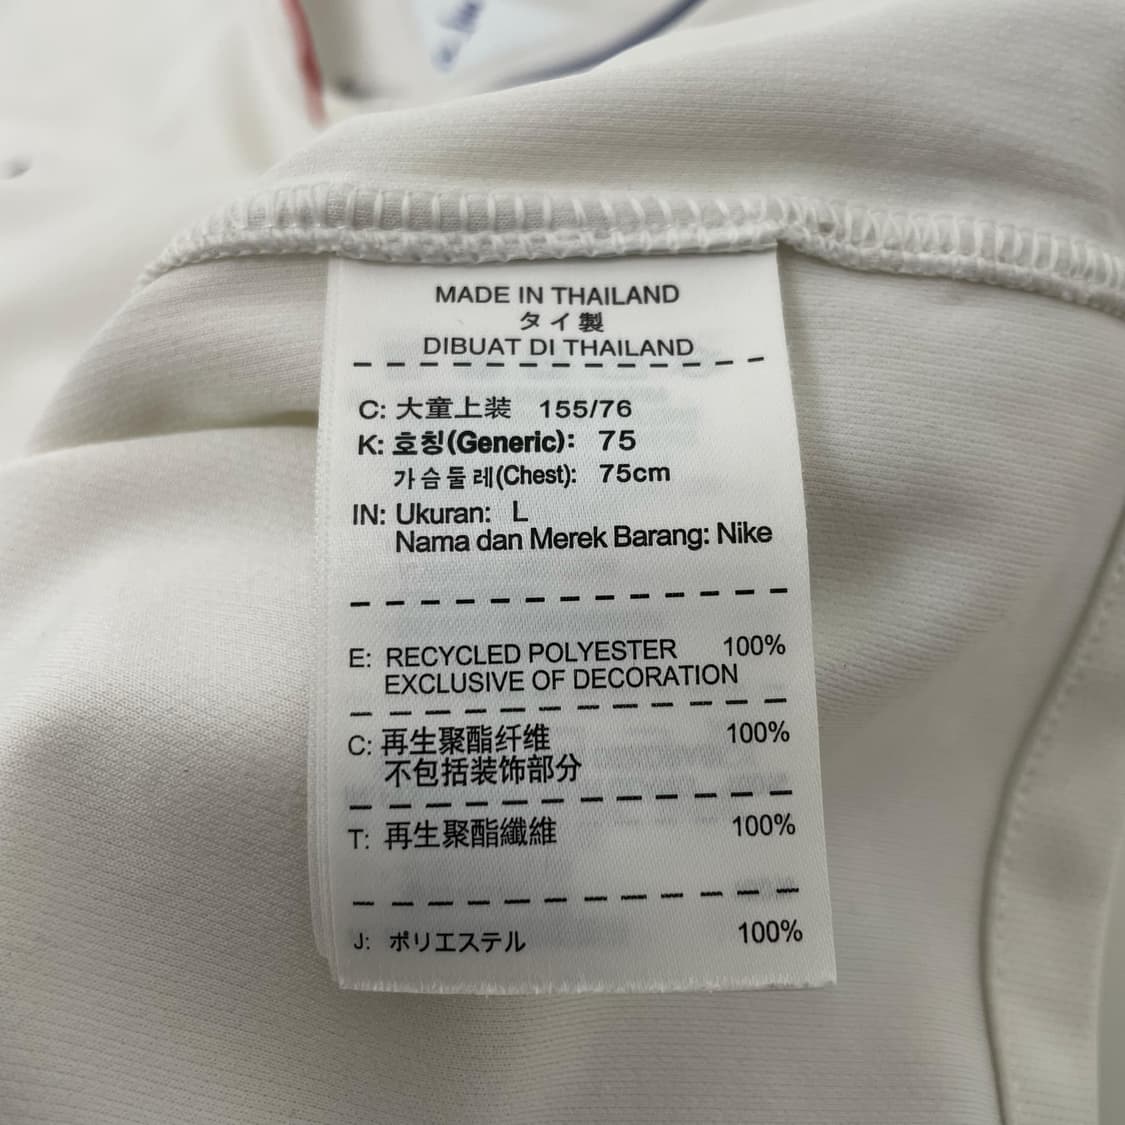 MADE IN THAILAND
タイ製
DIBUAT DI THAILAND
C: 大童上装 155/76
K: 호칭(Generic): 75
가슴둘레(Chest): 75cm
IN: Ukuran: L
Nama dan Merek Barang: Nike
E: RECYCLED POLYESTER 100%
EXCLUSIVE OF DECORATION
C: 再生聚酯纤维 100%
不包括装饰部分
T: 再生聚酯纖維 100%
J: ポリエステル 100%